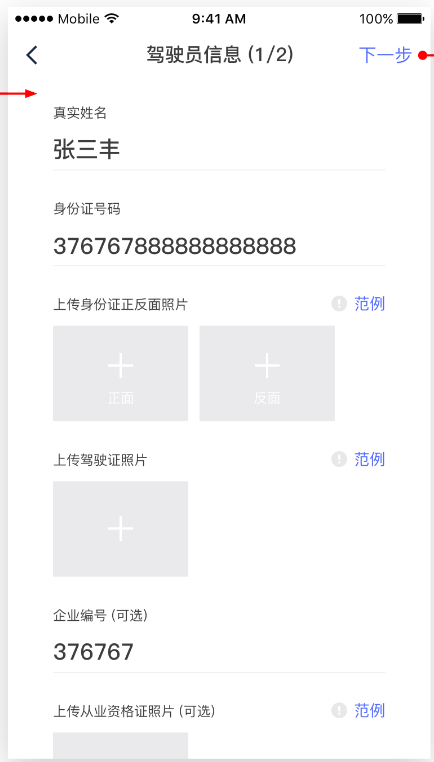 Mobile 9:41 AM 100%
驾驶员信息 (1/2) 下一步
真实姓名
张三丰
身份证号码
376767888888888888
上传身份证正反面照片 范例
正面 反面
上传驾驶证照片 范例
企业编号 (可选)
376767
上传从业资格证照片 (可选) 范例